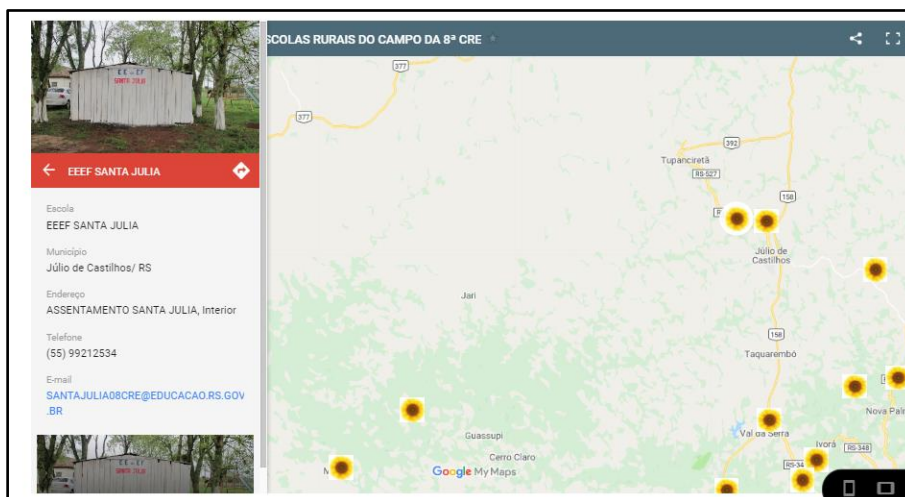 E E E F
SANTA JULIA
EEEF SANTA JULIA
Escola
EEEF SANTA JULIA
Município
Júlio de Castilhos/ RS
Endereço
ASSENTAMENTO SANTA JULIA, Interior
Telefone
(55) 99212534
E-mail
SANTAJULIA08CRE@EDUCACAO.RS.GOV
.BR
SCOLAS RURAIS DO CAMPO DA 8ª CRE
377
377
392
Tupanciretã
RS-527
158
Júlio de
Castilhos
Jari
158
Taquarembó
Nova Pal
Val da Serra
Guassupi
Ivorá
RS-348
Cerro Claro
RS-34
Google My Maps